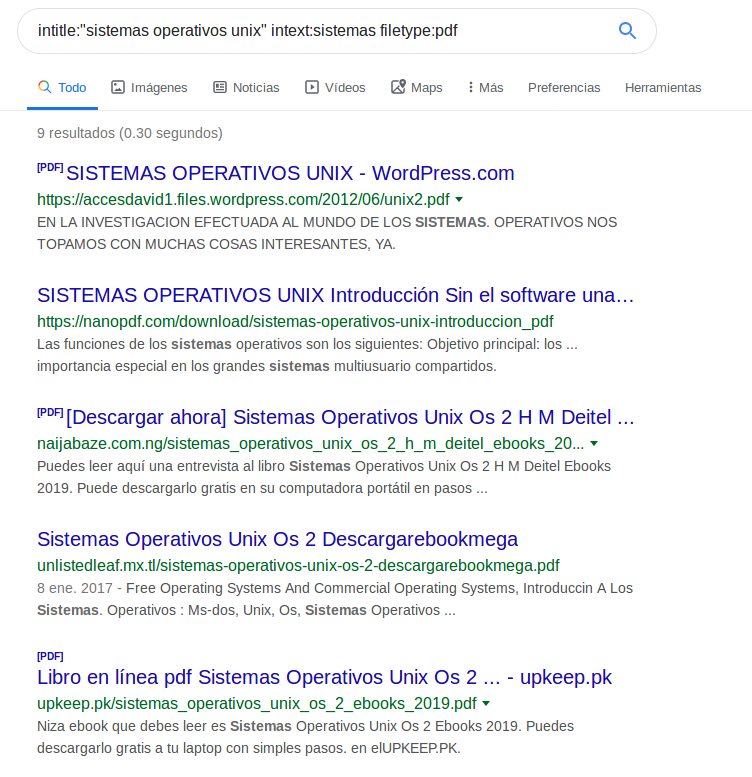 intitle:"sistemas operativos unix" intext:sistemas filetype:pdf
Todo Imágenes Noticias Vídeos Maps Más Preferencias Herramientas
9 resultados (0.30 segundos)
[PDF] SISTEMAS OPERATIVOS UNIX - WordPress.com
https://accesdavid1.files.wordpress.com/2012/06/unix2.pdf
EN LA INVESTIGACION EFECTUADA AL MUNDO DE LOS SISTEMAS. OPERATIVOS NOS
TOPAMOS CON MUCHAS COSAS INTERESANTES, YA.
SISTEMAS OPERATIVOS UNIX Introducción Sin el software una…
https://nanopdf.com/download/sistemas-operativos-unix-introduccion_pdf
Las funciones de los sistemas operativos son los siguientes: Objetivo principal: los ...
importancia especial en los grandes sistemas multiusuario compartidos.
[PDF] [Descargar ahora] Sistemas Operativos Unix Os 2 H M Deitel ...
naijabaze.com.ng/sistemas_operativos_unix_os_2_h_m_deitel_ebooks_20...
Puedes leer aquí una entrevista al libro Sistemas Operativos Unix Os 2 H M Deitel Ebooks
2019. Puede descargarlo gratis en su computadora portátil en pasos ...
Sistemas Operativos Unix Os 2 Descargarebookmega
unlistedleaf.mx.tl/sistemas-operativos-unix-os-2-descargarebookmega.pdf
8 ene. 2017 - Free Operating Systems And Commercial Operating Systems, Introduccin A Los
Sistemas. Operativos : Ms-dos, Unix, Os, Sistemas Operativos ...
[PDF]
Libro en línea pdf Sistemas Operativos Unix Os 2 ... - upkeep.pk
upkeep.pk/sistemas_operativos_unix_os_2_ebooks_2019.pdf
Niza ebook que debes leer es Sistemas Operativos Unix Os 2 Ebooks 2019. Puedes
descargarlo gratis a tu laptop con simples pasos. en elUPKEEP.PK.